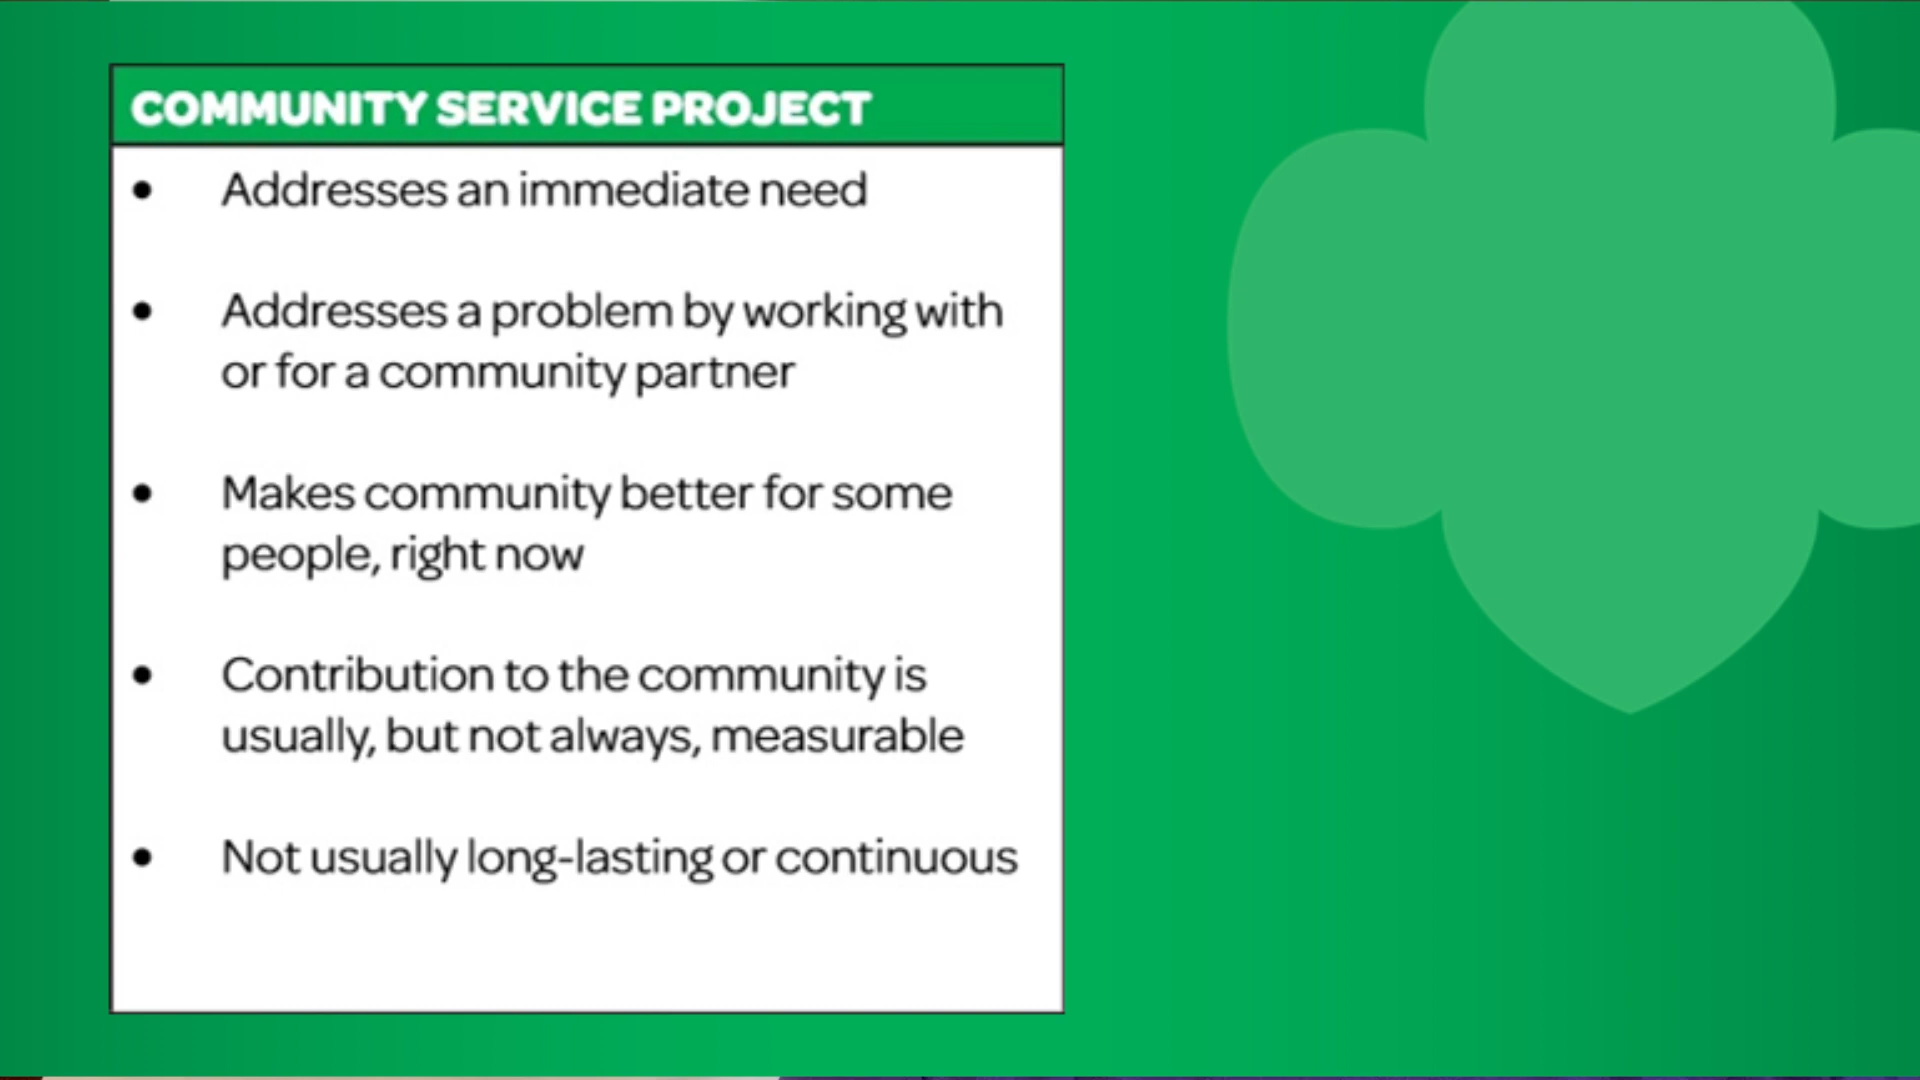 COMMUNITY SERVICE PROJECT
• Addresses an immediate need
• Addresses a problem by working with
or for a community partner
• Makes community better for some
people, right now
• Contribution to the community is
usually, but not always, measurable
• Not usually long-lasting or continuous